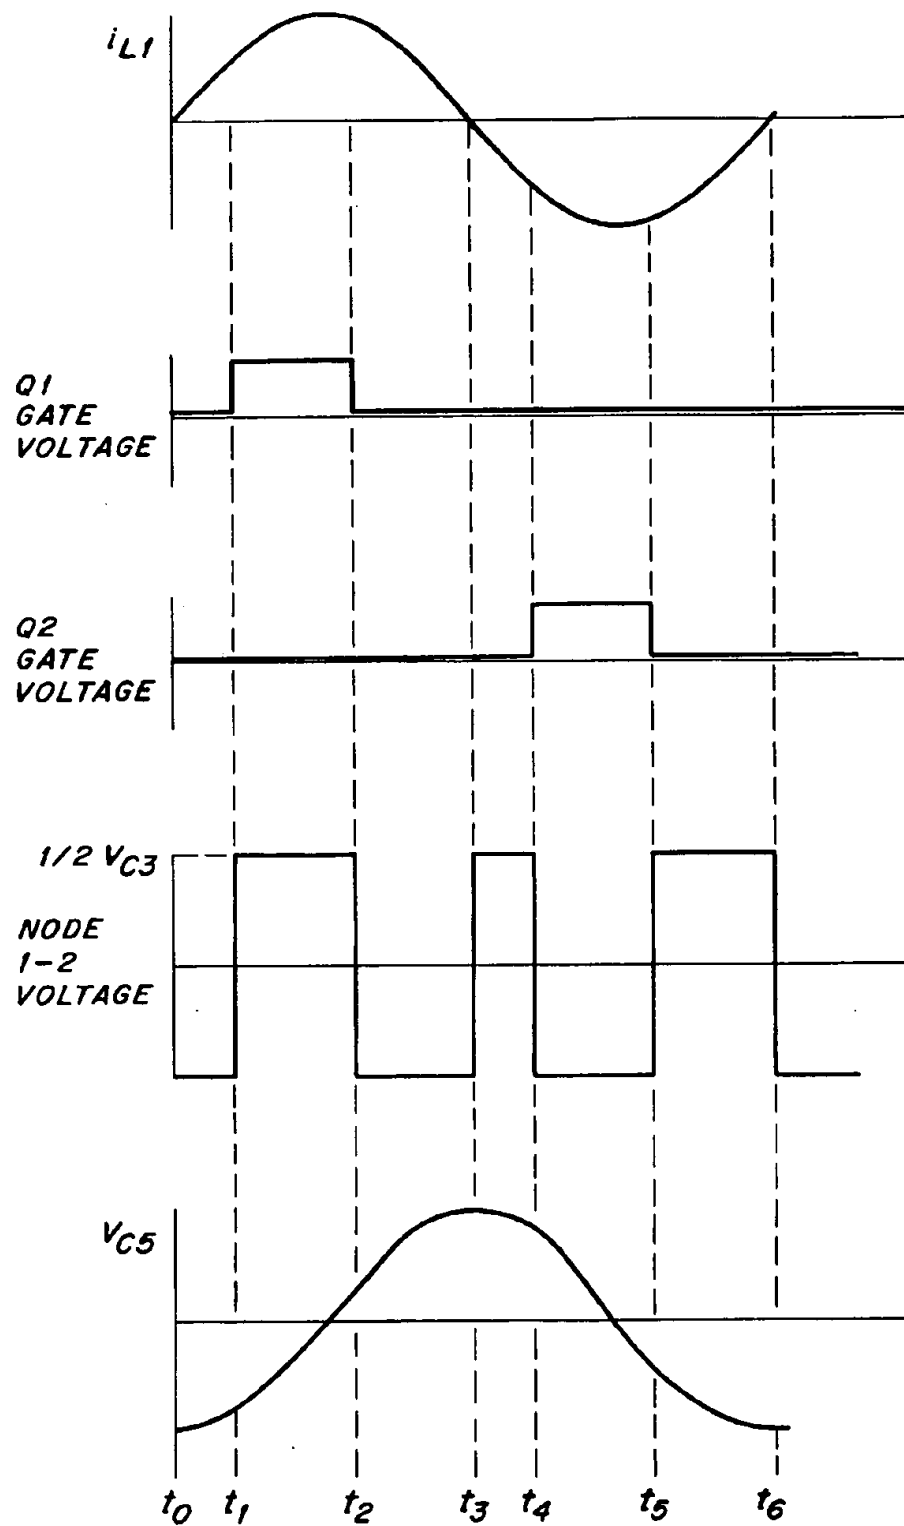 iL1
Q1
GATE
VOLTAGE
Q2
GATE
VOLTAGE
1/2 VC3
NODE
1-2
VOLTAGE
VC5
t0 t1 t2 t3 t4 t5 t6